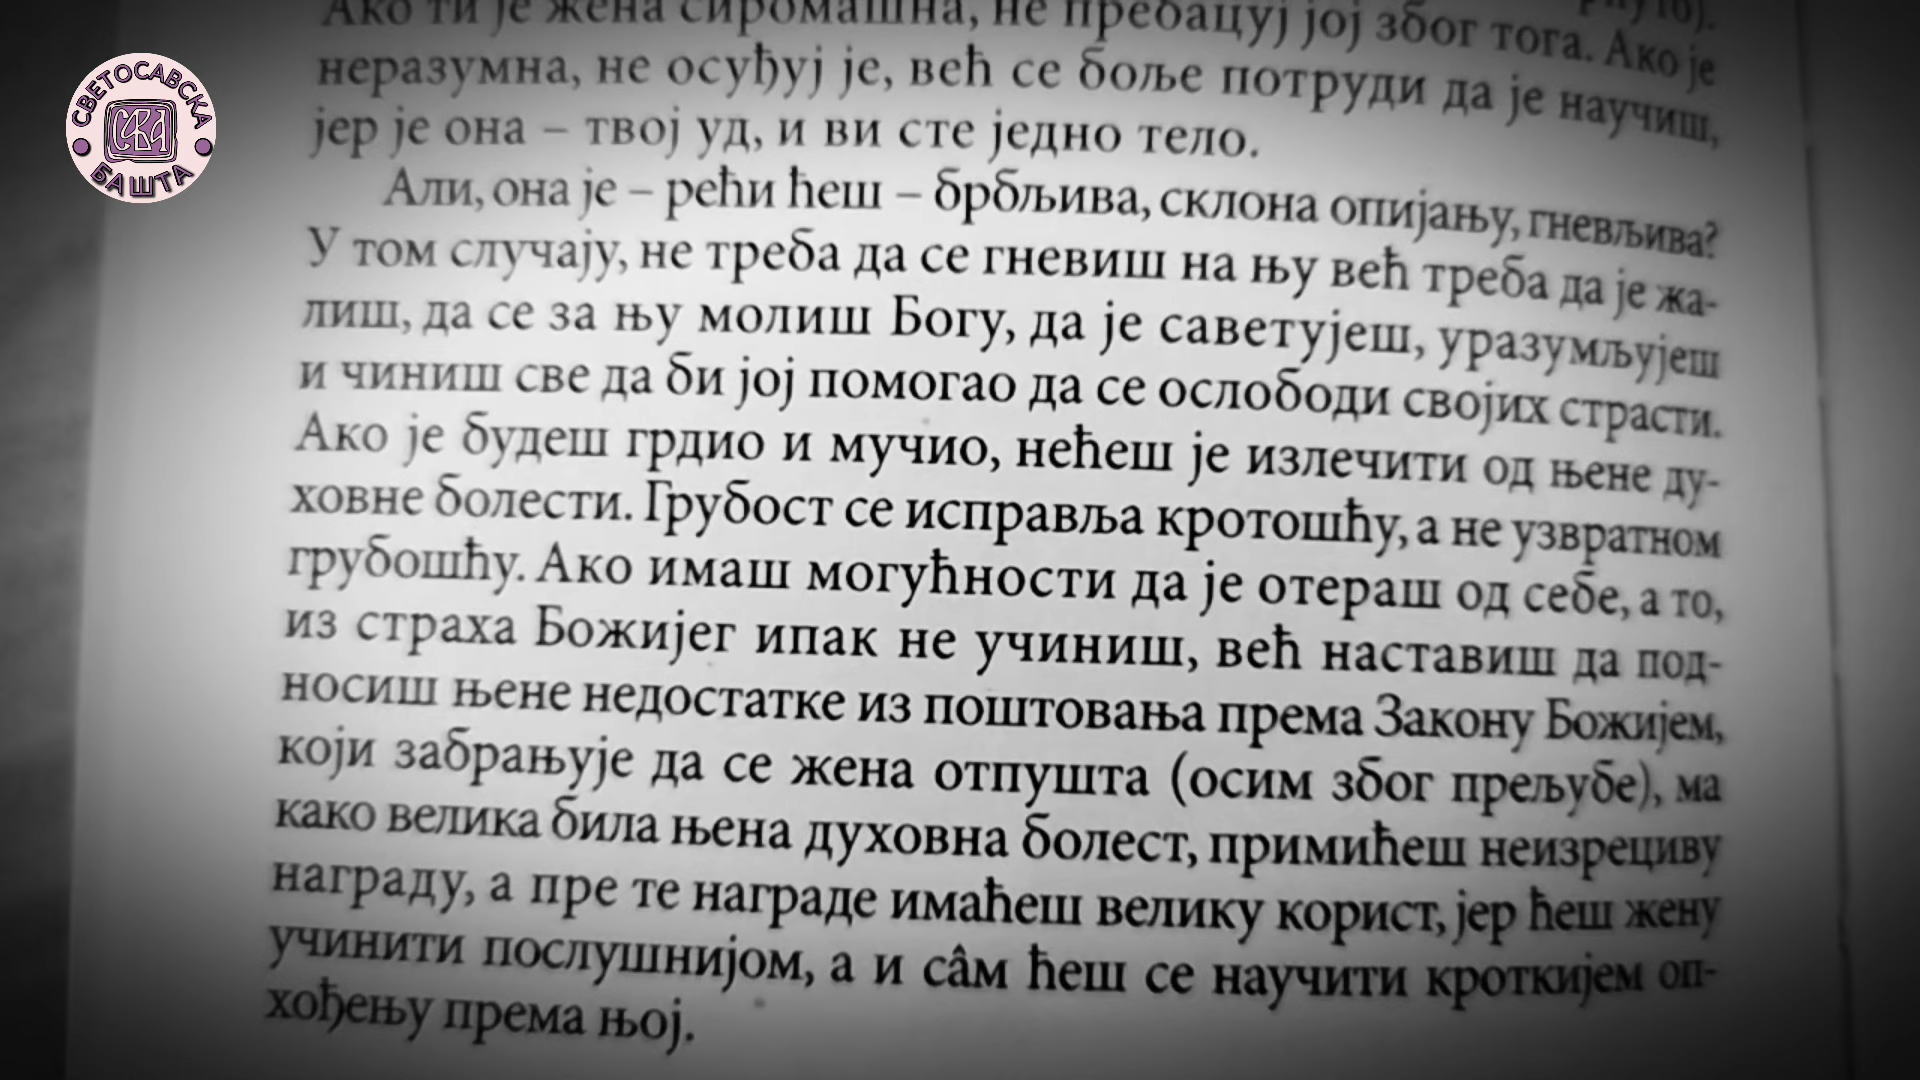 СВЕТОСАВСКА
БАШТА
Ако ти је жена сиромашна, не пребацуј јој због тога. Ако је
неразумна, не осуђуј је, већ се боље потруди да је научиш,
јер је она – твој уд, и ви сте једно тело.
Али, она је – рећи ћеш – брбљива, склона опијању, гневљива?
У том случају, не треба да се гневиш на њу већ треба да је жа-
лиш, да се за њу молиш Богу, да је саветујеш, уразумљујеш
и чиниш све да би јој помогао да се ослободи својих страсти.
Ако је будеш грдио и мучио, нећеш је излечити од њене ду-
ховне болести. Грубост се исправља кротошћу, а не узвратном
грубошћу. Ако имаш могућности да је отераш од себе, а то,
из страха Божијег ипак не учиниш, већ наставиш да под-
носиш њене недостатке из поштовања према Закону Божијем,
који забрањује да се жена отпушта (осим због прељубе), ма
како велика била њена духовна болест, примићеш неизрециву
награду, а пре те награде имаћеш велику корист, јер ћеш жену
учинити послушнијом, а и са̂м ћеш се научити кроткијем оп-
хођењу према њој.